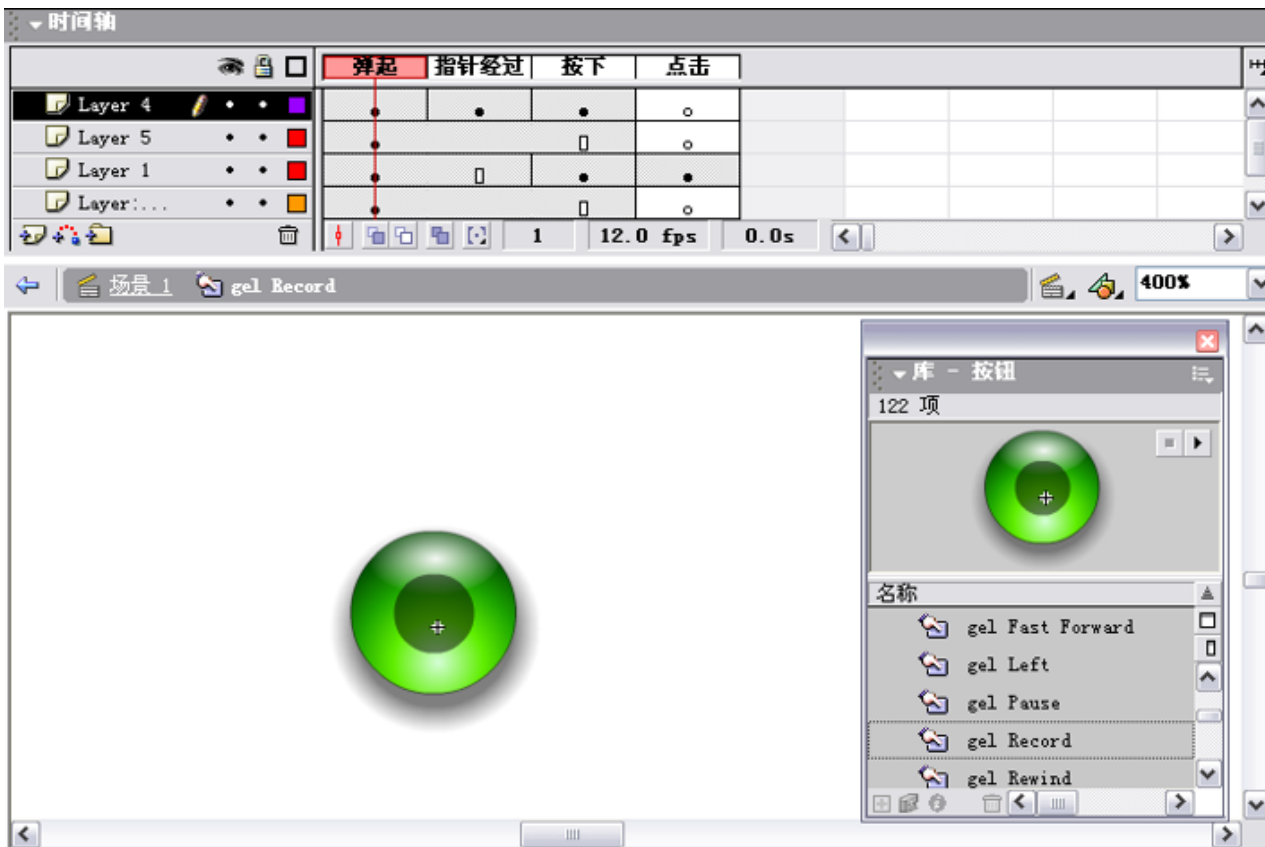 时间轴
弹起 指针经过 按下 点击
Layer 4
Layer 5
Layer 1
Layer:...
1 12.0 fps 0.0s
场景 1 gel Record 400%
库 - 按钮
122 项
名称
gel Fast Forward
gel Left
gel Pause
gel Record
gel Rewind